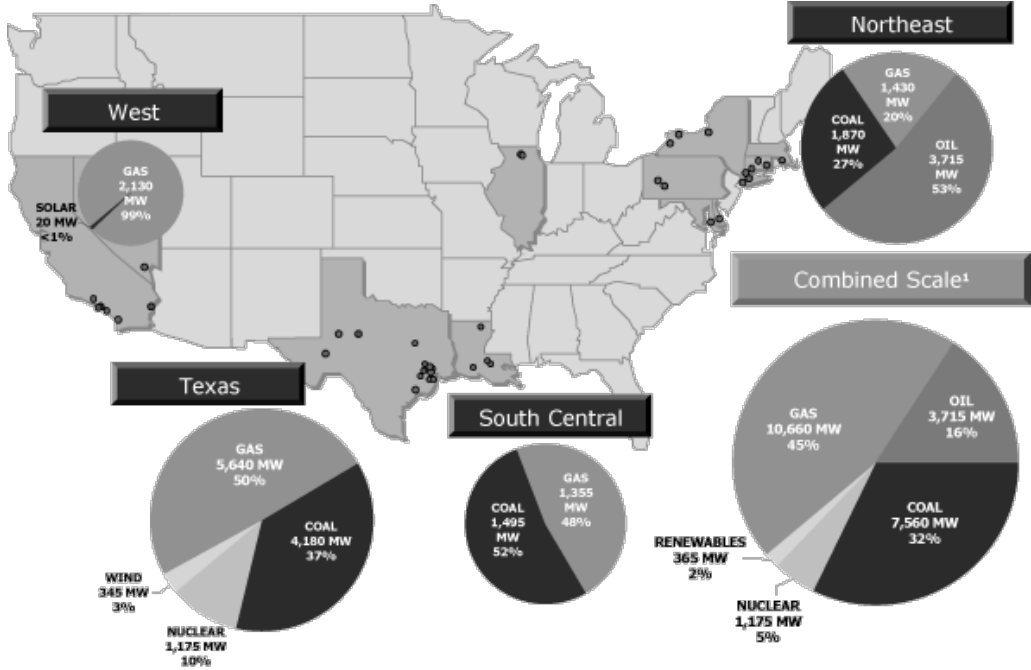 Northeast
GAS
1,430
MW
20%
COAL
1,870
MW
27%
OIL
3,715
MW
53%
West
GAS
2,130
MW
99%
SOLAR
20 MW
<1%
Combined Scale¹
GAS
10,660 MW
45%
OIL
3,715 MW
16%
COAL
7,560 MW
32%
RENEWABLES
365 MW
2%
NUCLEAR
1,175 MW
5%
Texas
GAS
5,640 MW
50%
COAL
4,180 MW
37%
WIND
345 MW
3%
NUCLEAR
1,175 MW
10%
South Central
GAS
1,355
MW
48%
COAL
1,495
MW
52%